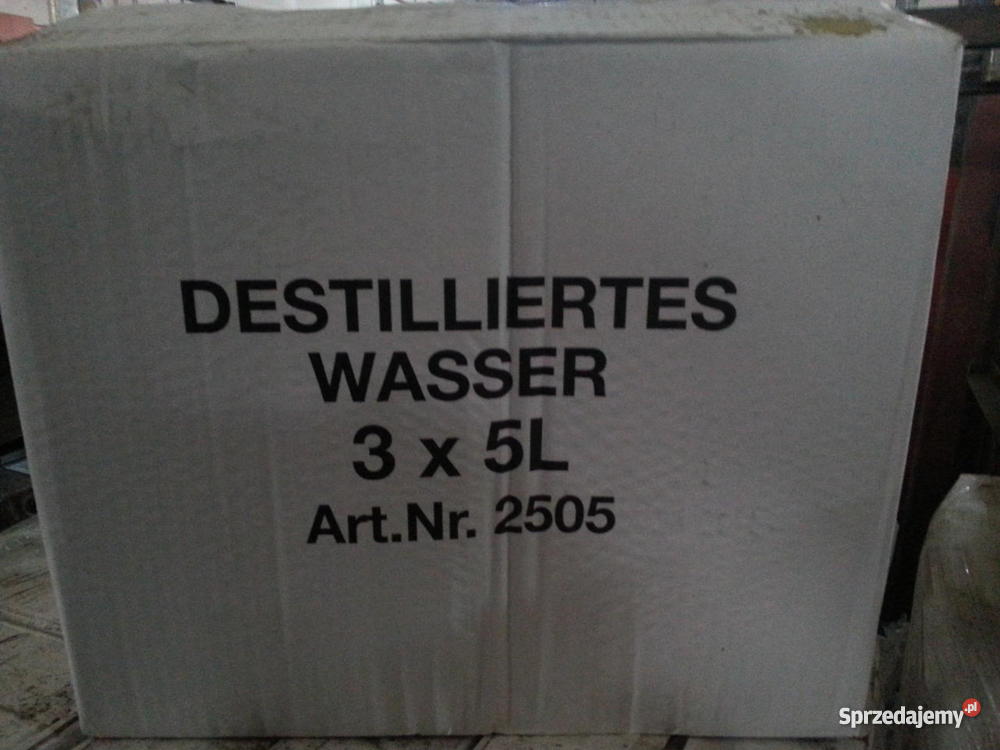 DESTILLIERTES
WASSER
3 x 5L
Art.Nr. 2505
Sprzedajemy.pl